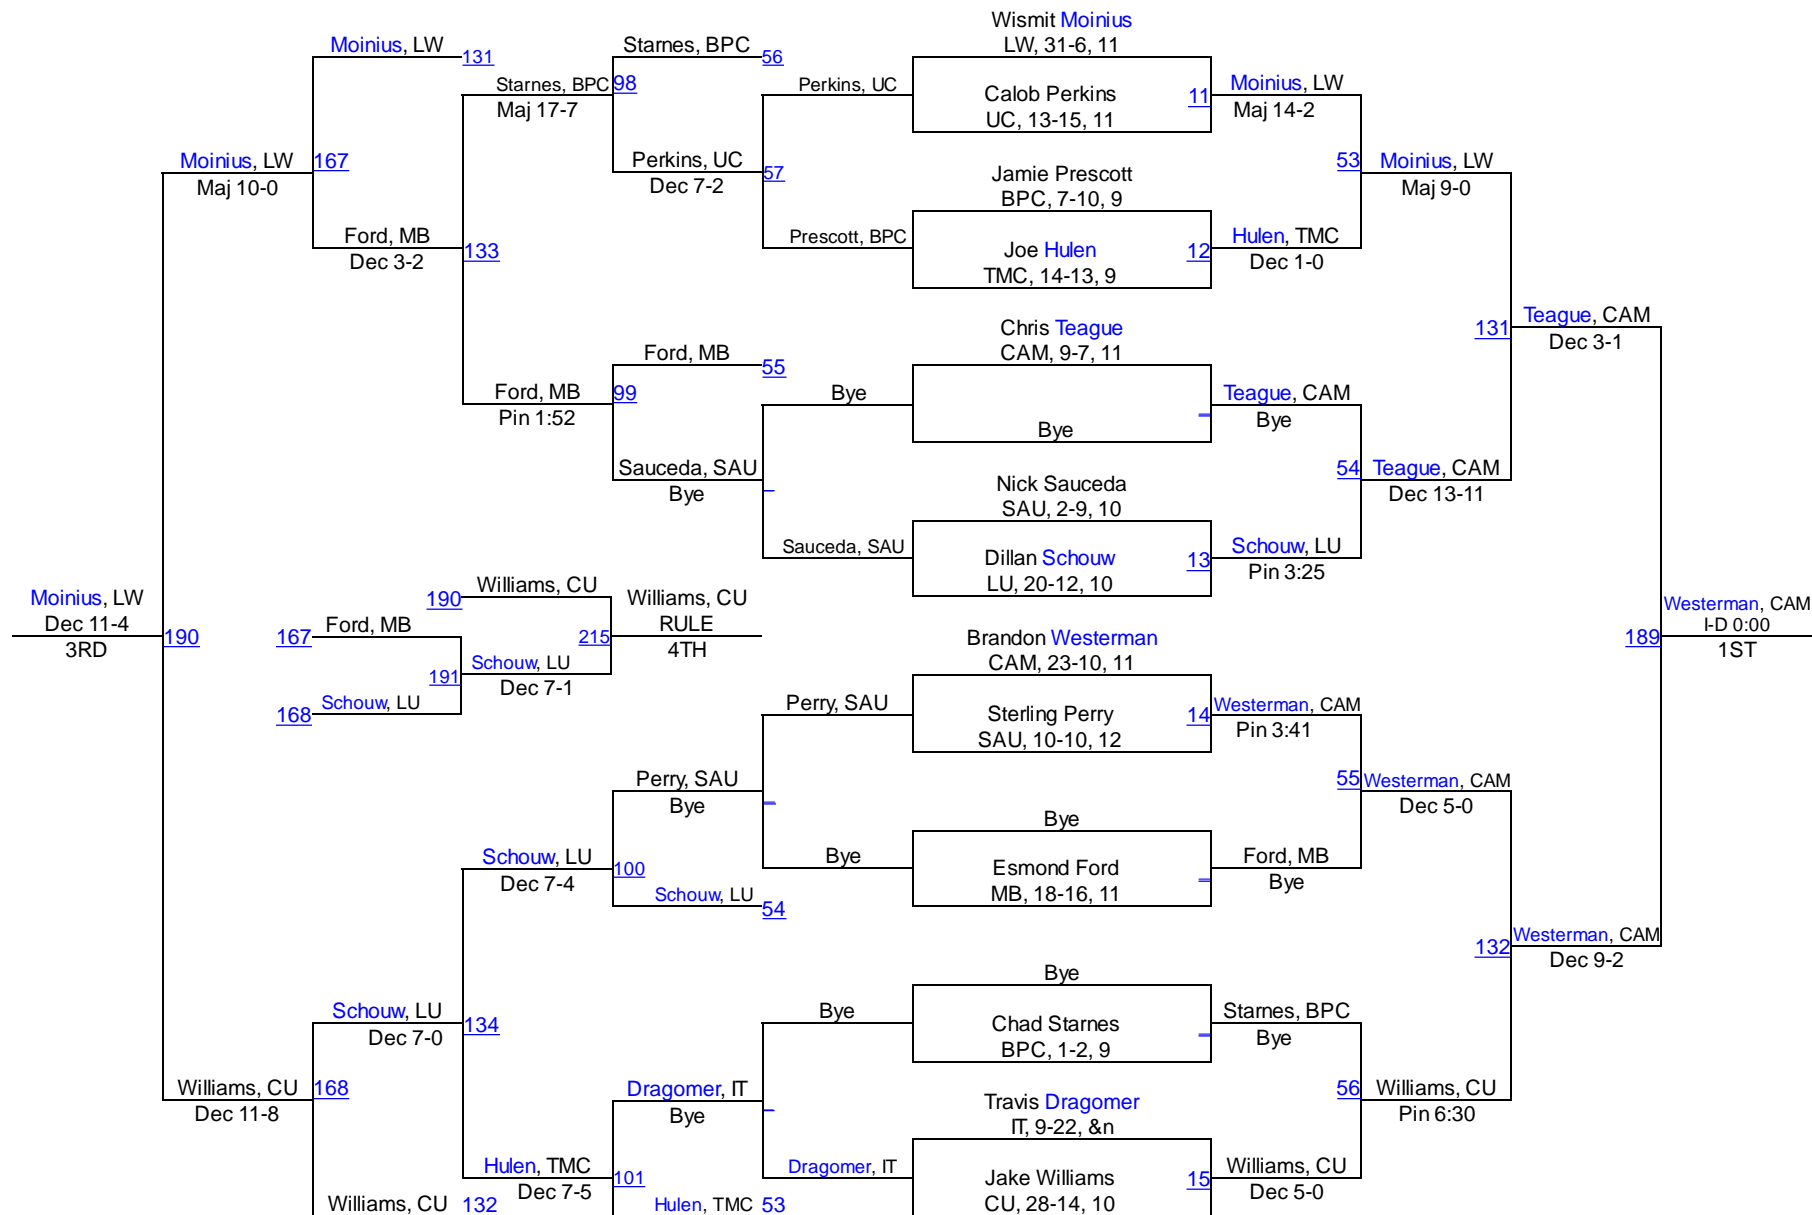 Wismit Moinius
LW, 31-6, 11
Moinius, LW
131
Starnes, BPC
56
Starnes, BPC
98
Maj 17-7
Perkins, UC
Calob Perkins
UC, 13-15, 11
11
Moinius, LW
Maj 14-2
Moinius, LW
167
Maj 10-0
Perkins, UC
57
Dec 7-2
Jamie Prescott
BPC, 7-10, 9
53
Moinius, LW
Maj 9-0
Ford, MB
133
Dec 3-2
Prescott, BPC
Joe Hulen
TMC, 14-13, 9
12
Hulen, TMC
Dec 1-0
Chris Teague
CAM, 9-7, 11
131
Teague, CAM
Dec 3-1
Ford, MB
55
Ford, MB
99
Pin 1:52
Bye
Bye
Teague, CAM
Bye
Sauceda, SAU
Bye
Nick Sauceda
SAU, 2-9, 10
54
Teague, CAM
Dec 13-11
Sauceda, SAU
Dillan Schouw
LU, 20-12, 10
13
Schouw, LU
Pin 3:25
Moinius, LW
Dec 11-4
3RD
190
190
Williams, CU
167
Ford, MB
215
Williams, CU
RULE
4TH
191
Schouw, LU
Dec 7-1
168
Schouw, LU
Brandon Westerman
CAM, 23-10, 11
189
Westerman, CAM
I-D 0:00
1ST
Perry, SAU
Sterling Perry
SAU, 10-10, 12
14
Westerman, CAM
Pin 3:41
Perry, SAU
Bye
Bye
55
Westerman, CAM
Dec 5-0
Schouw, LU
100
Dec 7-4
Bye
Esmond Ford
MB, 18-16, 11
Ford, MB
Bye
Schouw, LU
54
132
Westerman, CAM
Dec 9-2
Bye
Schouw, LU
134
Dec 7-0
Bye
Chad Starnes
BPC, 1-2, 9
Starnes, BPC
Bye
Williams, CU
168
Dec 11-8
Dragomer, IT
Bye
Travis Dragomer
IT, 9-22, &n
56
Williams, CU
Pin 6:30
Hulen, TMC
101
Dec 7-5
Dragomer, IT
Jake Williams
CU, 28-14, 10
15
Williams, CU
Dec 5-0
Williams, CU
132
Hulen, TMC
53